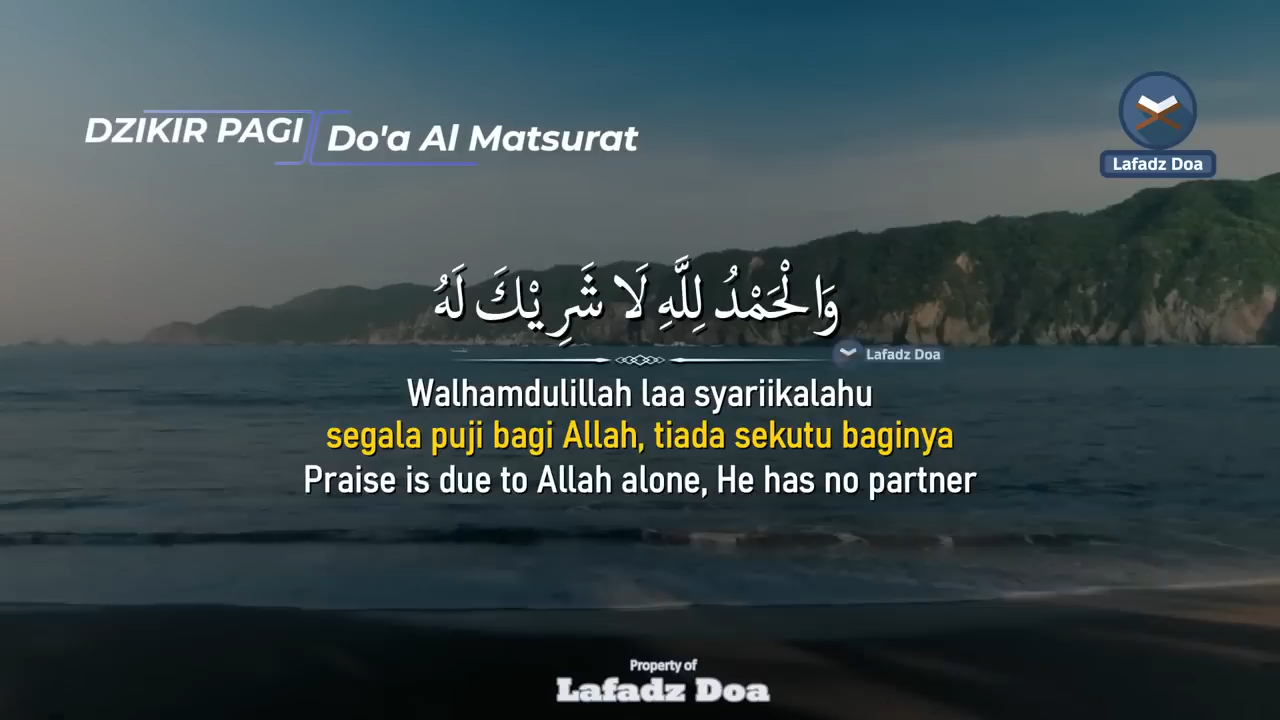 DZIKIR PAGI
Do'a Al Matsurat
Lafadz Doa
وَالْحَمْدُ لِلَّهِ لَا شَرِيْكَ لَهُ
Lafadz Doa
Walhamdulillah laa syariikalahu
segala puji bagi Allah, tiada sekutu baginya
Praise is due to Allah alone, He has no partner
Property of
Lafadz Doa